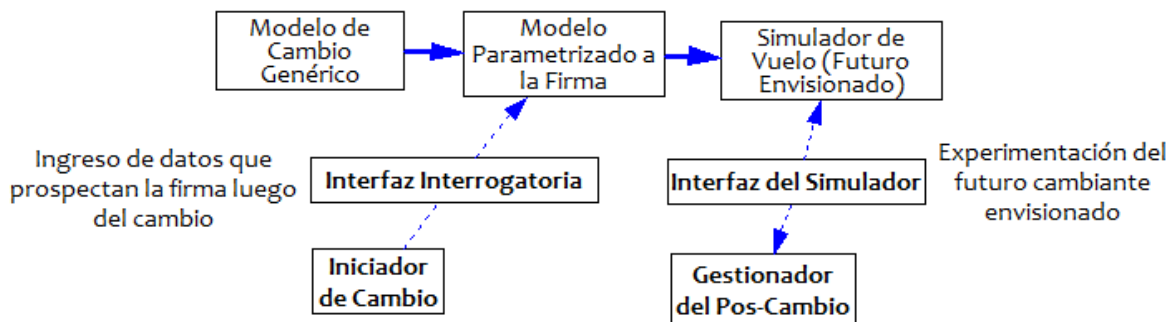 Modelo de
Cambio
Genérico
Modelo
Parametrizado a
la Firma
Simulador de
Vuelo (Futuro
Envisionado)
Ingreso de datos que
prospectan la firma luego
del cambio
Interfaz Interrogatoria
Interfaz del Simulador
Experimentación del
futuro cambiante
envisionado
Iniciador
de Cambio
Gestionador
del Pos-Cambio